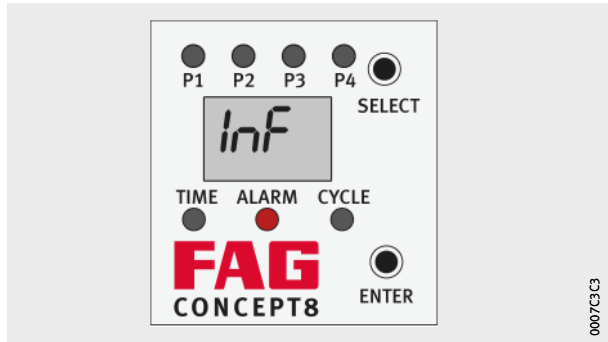 P1 P2 P3 P4
SELECT
InF
TIME ALARM CYCLE
FAG
CONCEPT8
ENTER
0007C3C3